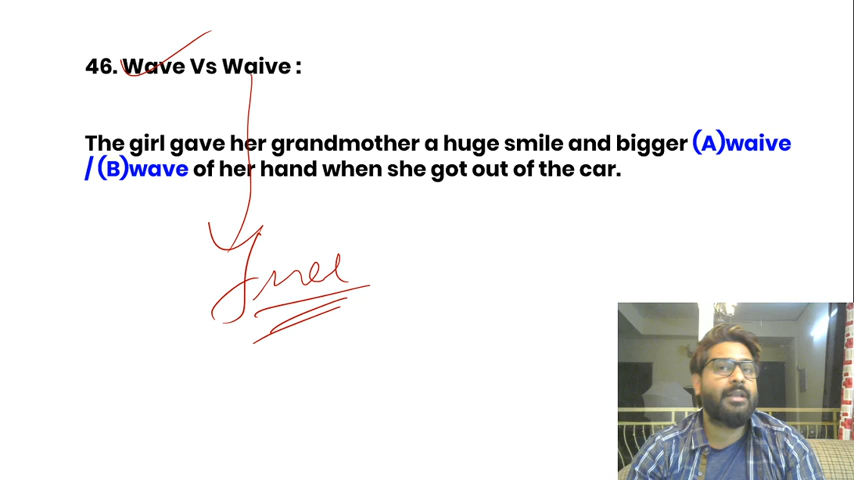 46. Wave Vs Waive :
The girl gave her grandmother a huge smile and bigger (A)waive
/ (B)wave of her hand when she got out of the car.
free